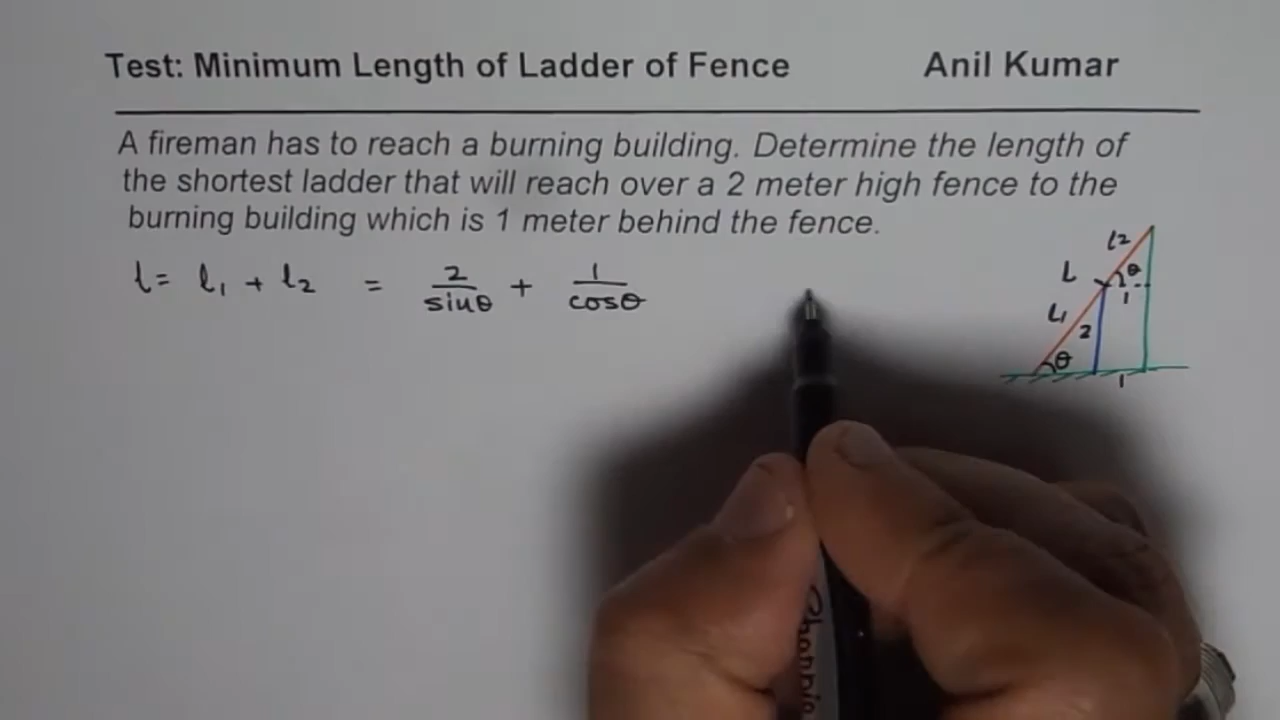 Test: Minimum Length of Ladder of Fence Anil Kumar
A fireman has to reach a burning building. Determine the length of
the shortest ladder that will reach over a 2 meter high fence to the
burning building which is 1 meter behind the fence.
l = l₁ + l₂ = 2/sinθ + 1/cosθ
l2
θ
L
1
L₁
2
θ
1
Sharpie